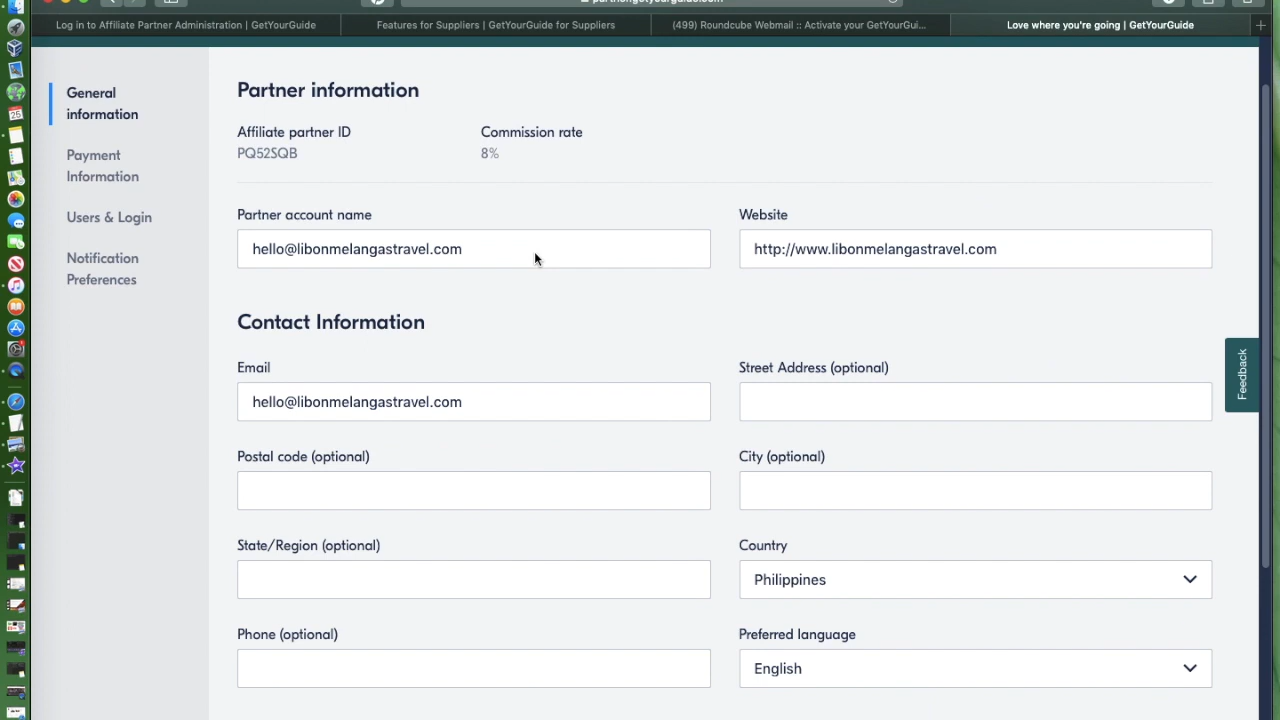 Log in to Affiliate Partner Administration | GetYourGuide
Features for Suppliers | GetYourGuide for Suppliers
(499) Roundcube Webmail :: Activate your GetYourGui...
Love where you're going | GetYourGuide
General
information
Payment
Information
Users & Login
Notification
Preferences
Partner information
Affiliate partner ID
Commission rate
PQ52SQB
8%
Partner account name
Website
hello@libonmelangastravel.com
http://www.libonmelangastravel.com
Contact Information
Email
Street Address (optional)
hello@libonmelangastravel.com
Postal code (optional)
City (optional)
State/Region (optional)
Country
Philippines
Phone (optional)
Preferred language
English
Feedback
25